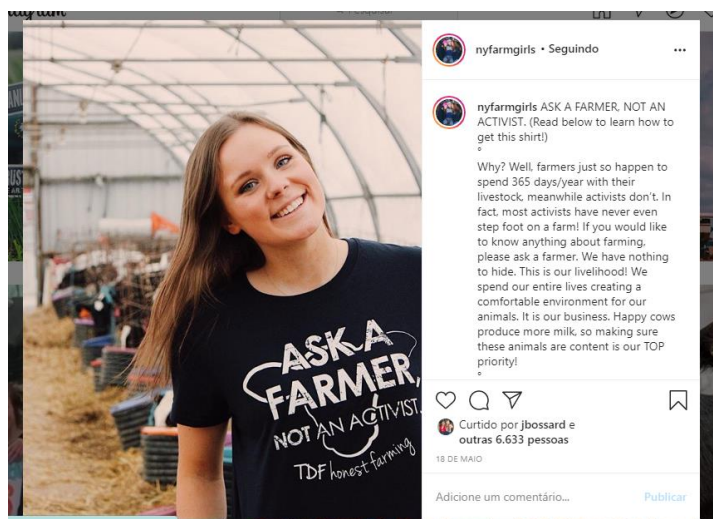 nyfarmgirls • Seguindo
nyfarmgirls ASK A FARMER, NOT AN
ACTIVIST. (Read below to learn how to
get this shirt!)
°
Why? Well, farmers just so happen to
spend 365 days/year with their
livestock, meanwhile activists don't. In
fact, most activists have never even
step foot on a farm! If you would like
to know anything about farming,
please ask a farmer. We have nothing
to hide. This is our livelihood! We
spend our entire lives creating a
comfortable environment for our
animals. It is our business. Happy cows
produce more milk, so making sure
these animals are content is our TOP
priority!
°
Curtido por jbossard e
outras 6.633 pessoas
18 DE MAIO
Adicione um comentário... Publicar
ASK A
FARMER,
NOT AN ACTIVIST.
TDF honest farming